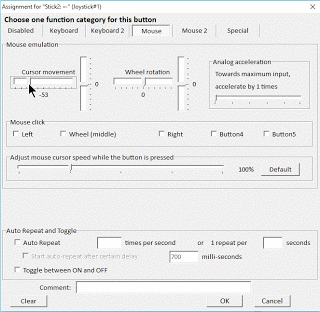 Assignment for "Stick2: ←" (Joystick#1)
Choose one function category for this button
Disabled Keyboard Keyboard 2 Mouse Mouse 2 Special
Mouse emulation
Cursor movement Wheel rotation Analog acceleration
Towards maximum input,
0 0 accelerate by 1 times
-53 0
Mouse click
Left Wheel (middle) Right Button4 Button5
Adjust mouse cursor speed while the button is pressed
100% Default
Auto Repeat and Toggle
Auto Repeat times per second or 1 repeat per seconds
Start auto-repeat after certain delay 700 milli-seconds
Toggle between ON and OFF
Comment:
Clear OK Cancel